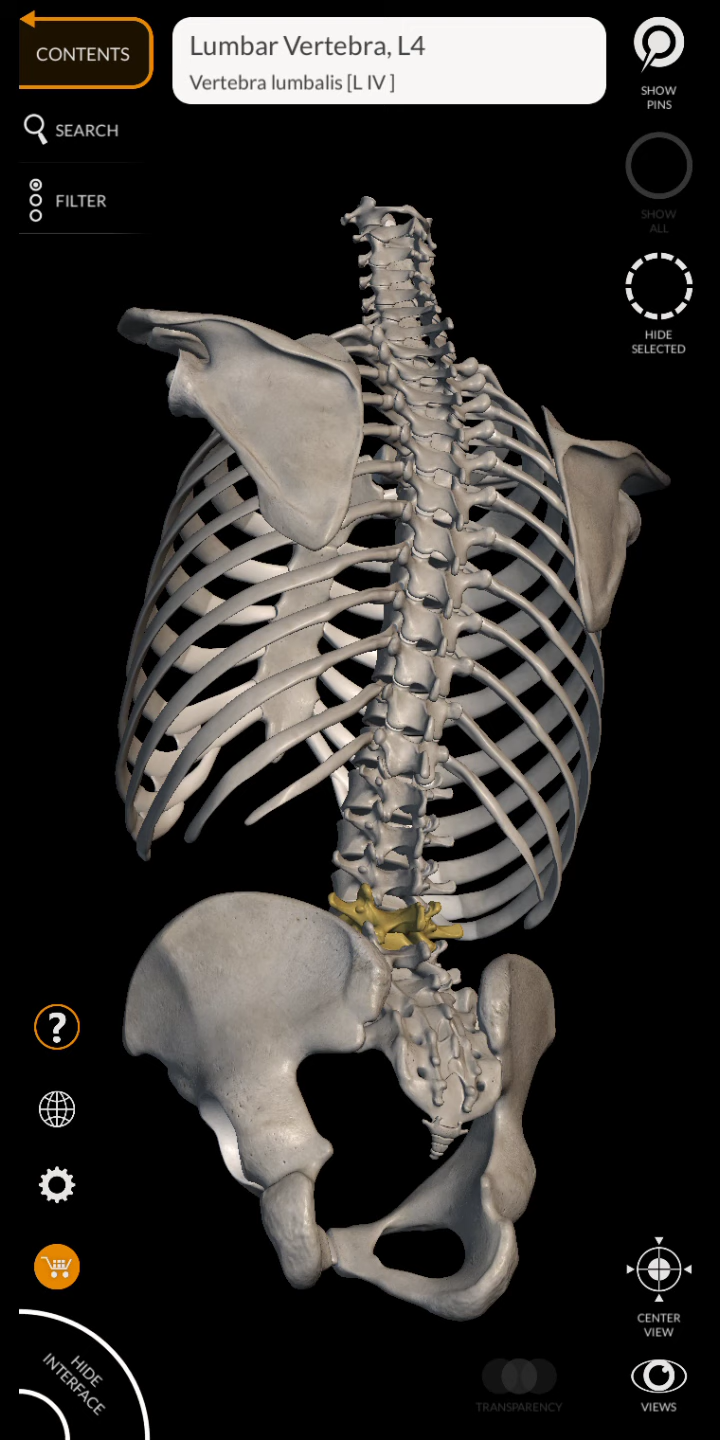 CONTENTS
Lumbar Vertebra, L4
Vertebra lumbalis [L IV ]
SHOW
PINS
SEARCH
SHOW
ALL
FILTER
HIDE
SELECTED
?
HIDE
INTERFACE
CENTER
VIEW
TRANSPARENCY
VIEWS